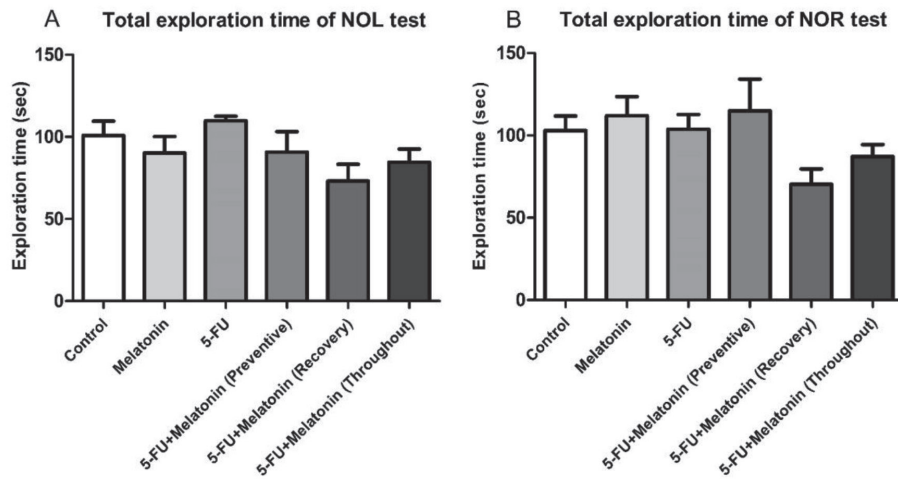 A Total exploration time of NOL test
Exploration time (sec)
150
100
50
0
Control
Melatonin
5-FU
5-FU+Melatonin (Preventive)
5-FU+Melatonin (Recovery)
5-FU+Melatonin (Throughout)
B Total exploration time of NOR test
Exploration time (sec)
150
100
50
0
Control
Melatonin
5-FU
5-FU+Melatonin (Preventive)
5-FU+Melatonin (Recovery)
5-FU+Melatonin (Throughout)